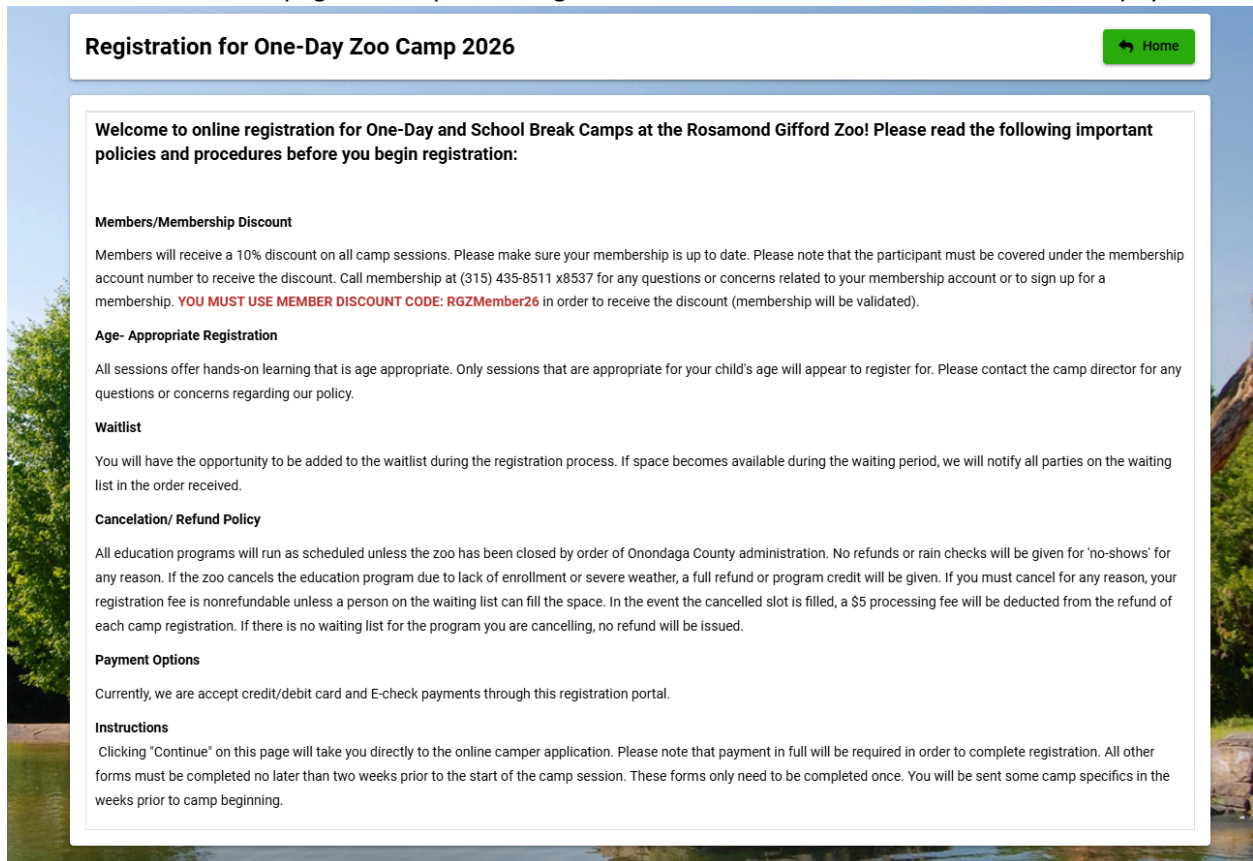 Registration for One-Day Zoo Camp 2026
Home
Welcome to online registration for One-Day and School Break Camps at the Rosamond Gifford Zoo! Please read the following important
policies and procedures before you begin registration:
Members/Membership Discount
Members will receive a 10% discount on all camp sessions. Please make sure your membership is up to date. Please note that the participant must be covered under the membership
account number to receive the discount. Call membership at (315) 435-8511 x8537 for any questions or concerns related to your membership account or to sign up for a
membership. YOU MUST USE MEMBER DISCOUNT CODE: RGZMember26 in order to receive the discount (membership will be validated).
Age- Appropriate Registration
All sessions offer hands-on learning that is age appropriate. Only sessions that are appropriate for your child's age will appear to register for. Please contact the camp director for any
questions or concerns regarding our policy.
Waitlist
You will have the opportunity to be added to the waitlist during the registration process. If space becomes available during the waiting period, we will notify all parties on the waiting
list in the order received.
Cancelation/ Refund Policy
All education programs will run as scheduled unless the zoo has been closed by order of Onondaga County administration. No refunds or rain checks will be given for 'no-shows' for
any reason. If the zoo cancels the education program due to lack of enrollment or severe weather, a full refund or program credit will be given. If you must cancel for any reason, your
registration fee is nonrefundable unless a person on the waiting list can fill the space. In the event the cancelled slot is filled, a $5 processing fee will be deducted from the refund of
each camp registration. If there is no waiting list for the program you are cancelling, no refund will be issued.
Payment Options
Currently, we are accept credit/debit card and E-check payments through this registration portal.
Instructions
Clicking "Continue" on this page will take you directly to the online camper application. Please note that payment in full will be required in order to complete registration. All other
forms must be completed no later than two weeks prior to the start of the camp session. These forms only need to be completed once. You will be sent some camp specifics in the
weeks prior to camp beginning.